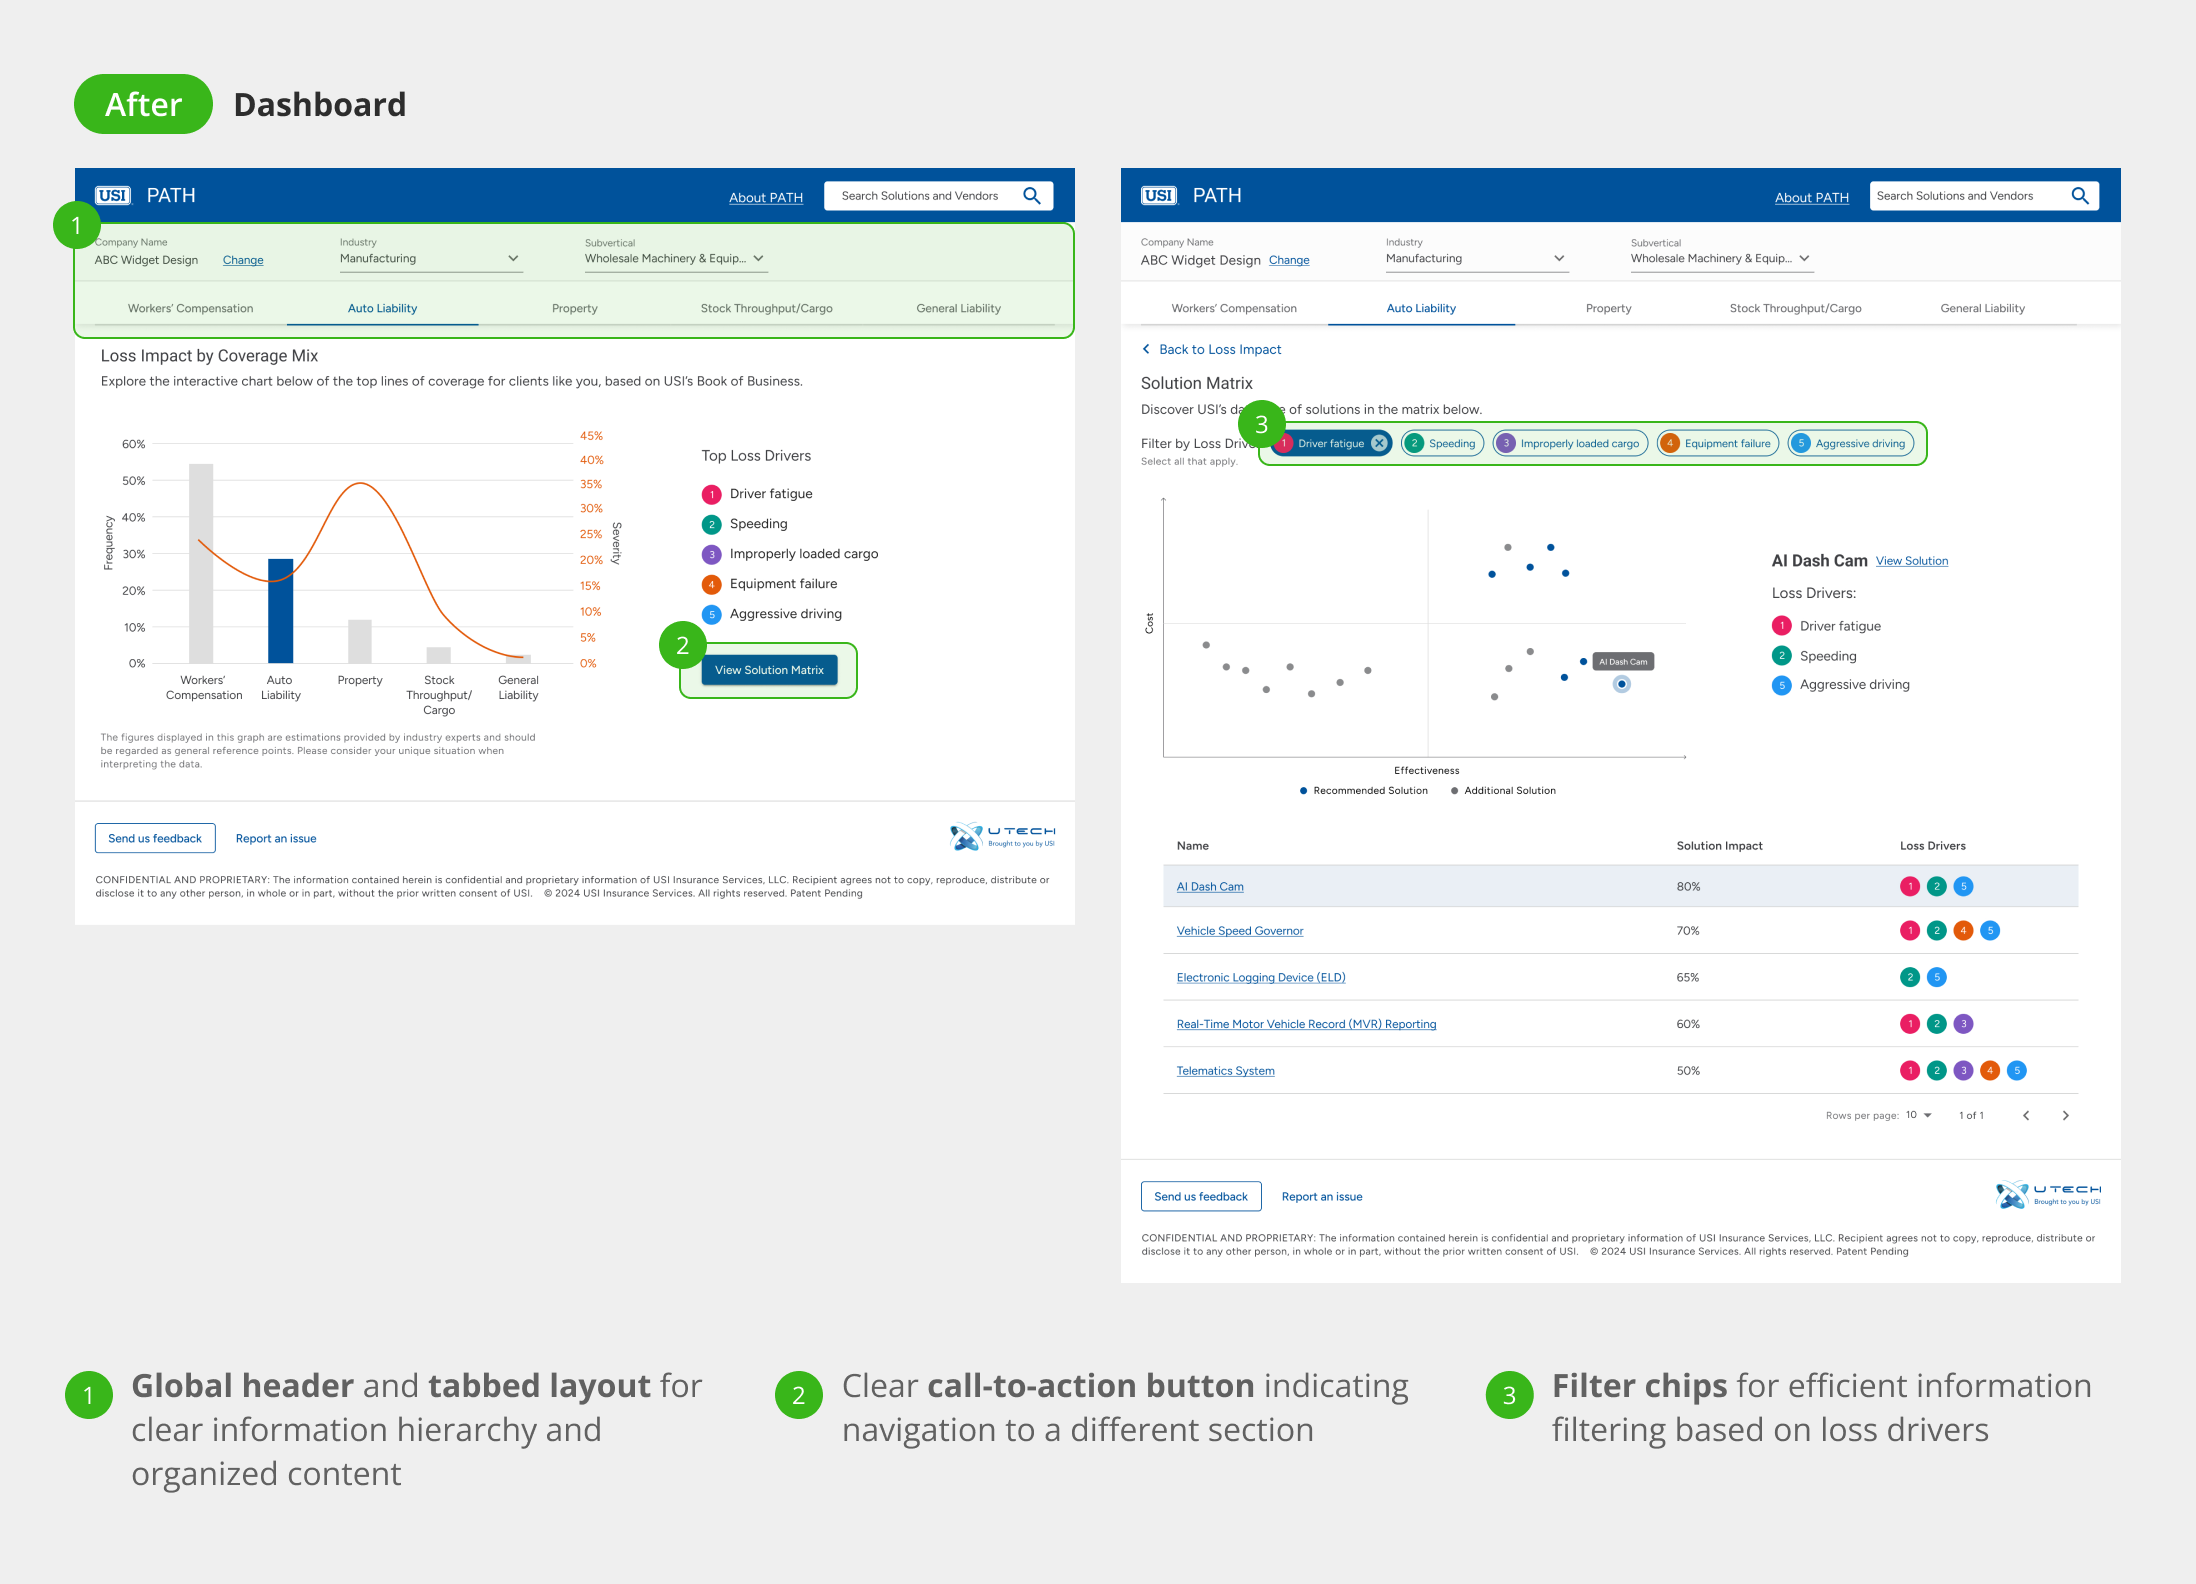 After Dashboard
USI PATH About PATH Search Solutions and Vendors
1
Company Name Industry Subvertical
ABC Widget Design Change Manufacturing Wholesale Machinery & Equip...
Workers' Compensation Auto Liability Property Stock Throughput/Cargo General Liability
Loss Impact by Coverage Mix
Explore the interactive chart below of the top lines of coverage for clients like you, based on USI's Book of Business.
Frequency
60%
50%
40%
30%
20%
10%
0%
45%
40%
35%
30%
25%
20%
15%
10%
5%
0%
Severity
Workers'
Compensation
Auto
Liability
Property
Stock
Throughput/
Cargo
General
Liability
Top Loss Drivers
1 Driver fatigue
2 Speeding
3 Improperly loaded cargo
4 Equipment failure
5 Aggressive driving
2
View Solution Matrix
The figures displayed in this graph are estimations provided by industry experts and should
be regarded as general reference points. Please consider your unique situation when
interpreting the data.
Send us feedback Report an issue
UTECH
Brought to you by USI
CONFIDENTIAL AND PROPRIETARY: The information contained herein is confidential and proprietary information of USI Insurance Services, LLC. Recipient agrees not to copy, reproduce, distribute or
disclose it to any other person, in whole or in part, without the prior written consent of USI. © 2024 USI Insurance Services. All rights reserved. Patent Pending
USI PATH About PATH Search Solutions and Vendors
Company Name Industry Subvertical
ABC Widget Design Change Manufacturing Wholesale Machinery & Equip...
Workers' Compensation Auto Liability Property Stock Throughput/Cargo General Liability
Back to Loss Impact
Solution Matrix
Discover USI's of solutions in the matrix below.
3
Filter by Loss 1 Driver fatigue 2 Speeding 3 Improperly loaded cargo 4 Equipment failure 5 Aggressive driving
Select all that apply.
Cost
AI Dash Cam
Effectiveness
Recommended Solution Additional Solution
AI Dash Cam View Solution
Loss Drivers:
1 Driver fatigue
2 Speeding
5 Aggressive driving
Name Solution Impact Loss Drivers
AI Dash Cam 80% 1 2 5
Vehicle Speed Governor 70% 1 2 4 5
Electronic Logging Device (ELD) 65% 2 5
Real-Time Motor Vehicle Record (MVR) Reporting 60% 1 2 3
Telematics System 50% 1 2 3 4 5
Rows per page: 10 1 of 1
Send us feedback Report an issue
UTECH
Brought to you by USI
CONFIDENTIAL AND PROPRIETARY: The information contained herein is confidential and proprietary information of USI Insurance Services, LLC. Recipient agrees not to copy, reproduce, distribute or
disclose it to any other person, in whole or in part, without the prior written consent of USI. © 2024 USI Insurance Services. All rights reserved. Patent Pending
1 Global header and tabbed layout for
clear information hierarchy and
organized content
2 Clear call-to-action button indicating
navigation to a different section
3 Filter chips for efficient information
filtering based on loss drivers